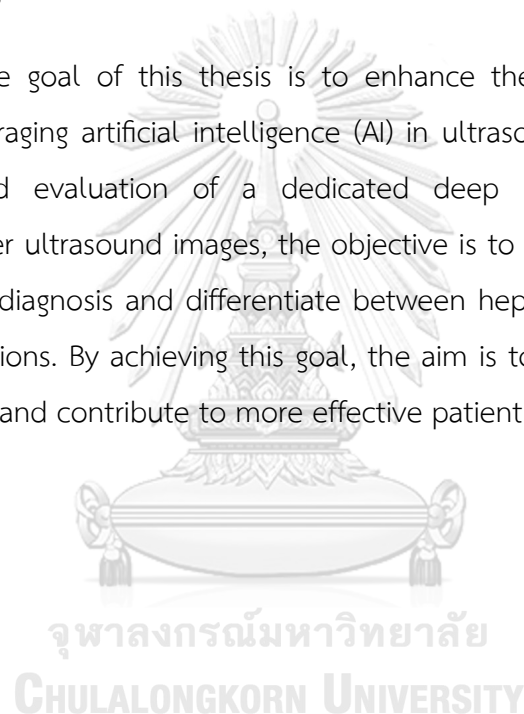 e goal of this thesis is to enhance the
raging artificial intelligence (AI) in ultraso
d evaluation of a dedicated deep
er ultrasound images, the objective is to
diagnosis and differentiate between hep
ions. By achieving this goal, the aim is to
and contribute to more effective patient
จุฬาลงกรณ์มหาวิทยาลัย
CHULALONGKORN UNIVERSITY